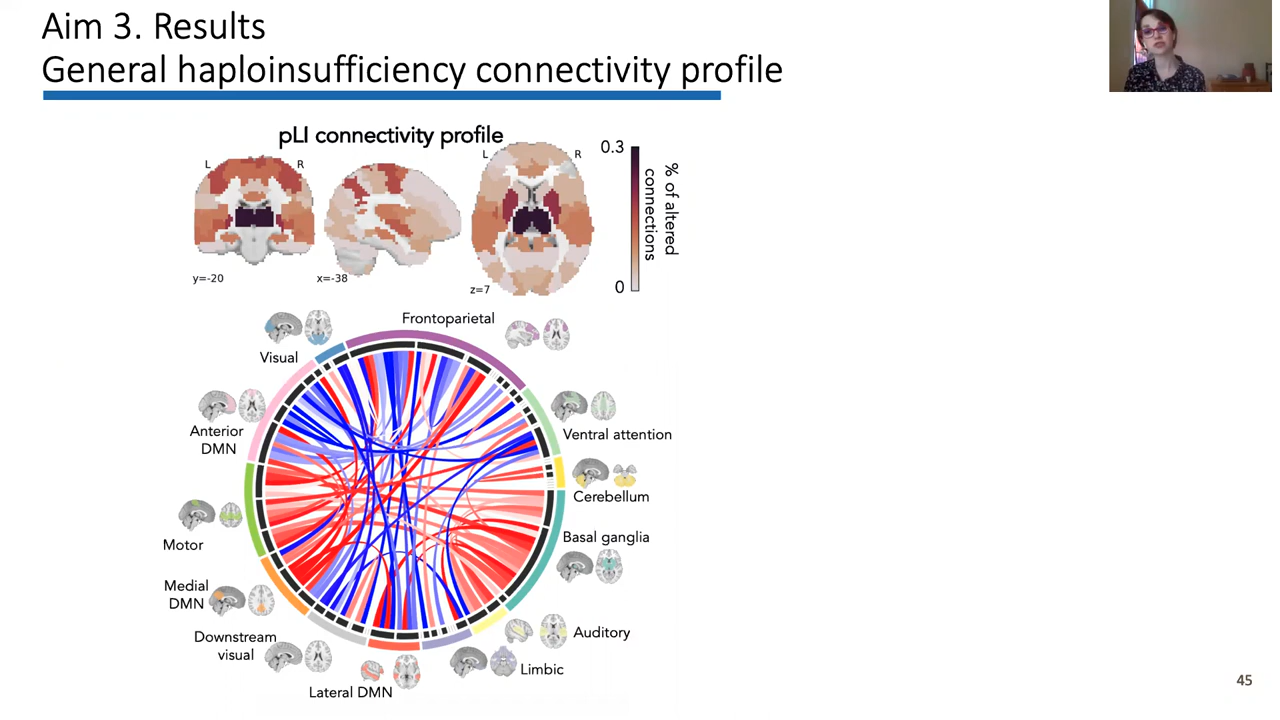 Aim 3. Results
General haploinsufficiency connectivity profile
pLI connectivity profile
L
R
L
R
y=-20
x=-38
z=7
0.3
0
% of altered
connections
Frontoparietal
Visual
Anterior
DMN
Ventral attention
Cerebellum
Motor
Basal ganglia
Medial
DMN
Downstream
visual
Auditory
Limbic
Lateral DMN
45